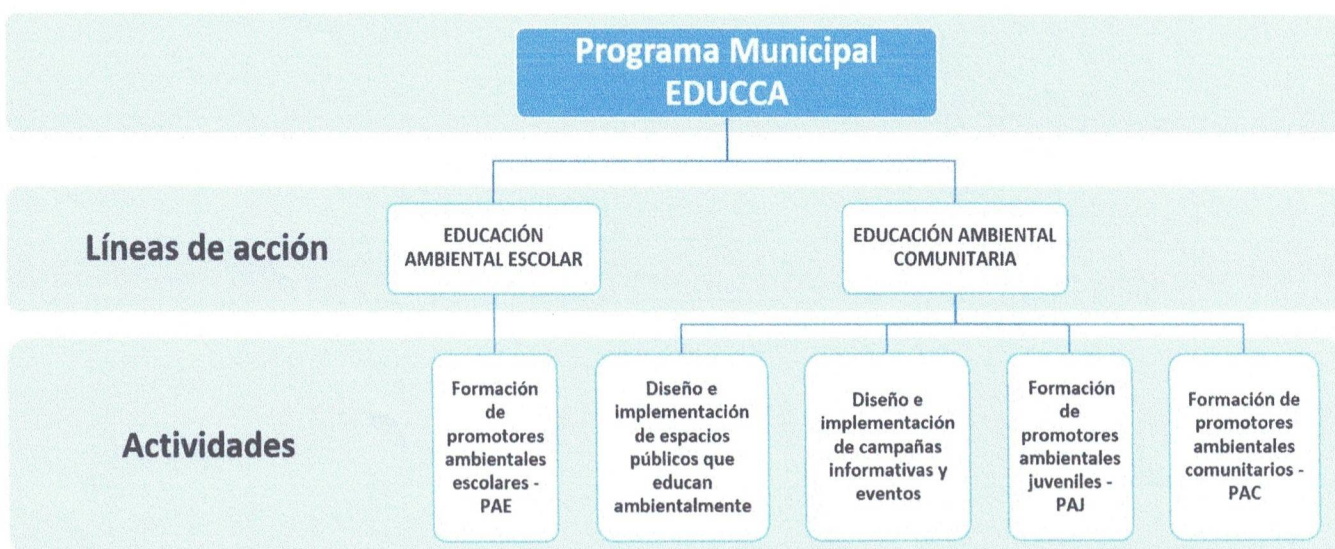 Programa Municipal
EDUCCA
Líneas de acción
EDUCACIÓN
AMBIENTAL ESCOLAR
EDUCACIÓN AMBIENTAL
COMUNITARIA
Actividades
Formación
de
promotores
ambientales
escolares -
PAE
Diseño e
implementación
de espacios
públicos que
educan
ambientalmente
Diseño e
implementación
de campañas
informativas y
eventos
Formación
de
promotores
ambientales
juveniles -
PAJ
Formación de
promotores
ambientales
comunitarios -
PAC